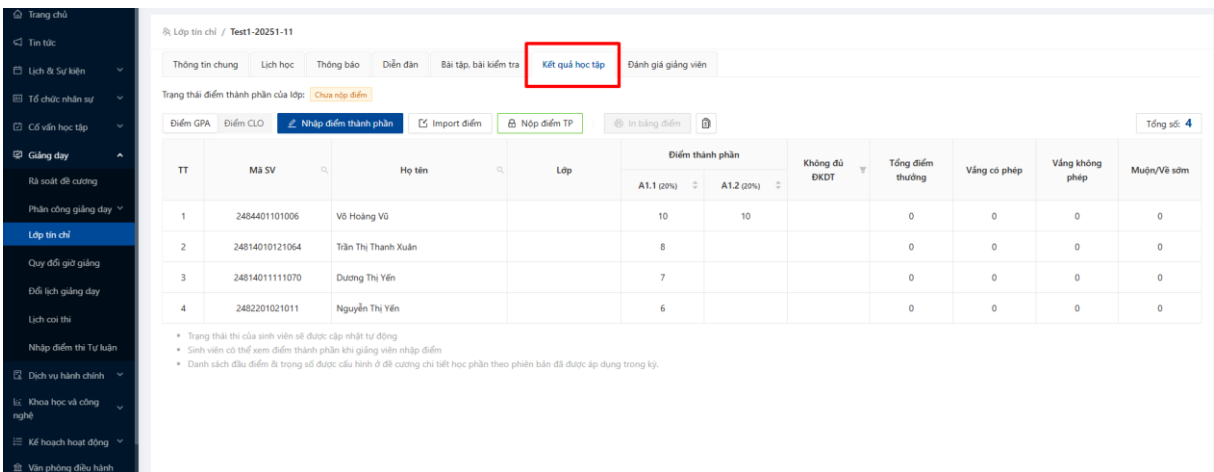 Trang chủ
Tin tức
Lịch & Sự kiện
Tổ chức nhân sự
Cố vấn học tập
Giảng dạy
Rà soát đề cương
Phân công giảng dạy
Lớp tín chỉ
Quy đổi giờ giảng
Đổi lịch giảng dạy
Lịch coi thi
Nhập điểm thi Tự luận
Dịch vụ hành chính
Khoa học và công
nghệ
Kế hoạch hoạt động
Văn phòng điều hành
Lớp tín chỉ / Test1-20251-11
Thông tin chung Lịch học Thông báo Diễn đàn Bài tập, bài kiểm tra Kết quả học tập Đánh giá giảng viên
Trạng thái điểm thành phần của lớp: Chưa nộp điểm
Điểm GPA Điểm CLO Nhập điểm thành phần Import điểm Nộp điểm TP In bảng điểm Tổng số: 4
TT Mã SV Họ tên Lớp Điểm thành phần Không đủ ĐKDT Tổng điểm thưởng Vắng có phép Vắng không phép Muộn/Về sớm
A1.1 (20%) A1.2 (20%)
1 2484401101006 Võ Hoàng Vũ 10 10 0 0 0 0
2 24814010121064 Trần Thị Thanh Xuân 8 0 0 0 0
3 24814011111070 Dương Thị Yến 7 0 0 0 0
4 2482201021011 Nguyễn Thị Yến 6 0 0 0 0
Trạng thái thi của sinh viên sẽ được cập nhật tự động
Sinh viên có thể xem điểm thành phần khi giảng viên nhập điểm
Danh sách đầu điểm & trọng số được cấu hình ở đề cương chi tiết học phần theo phiên bản đã được áp dụng trong kỳ.